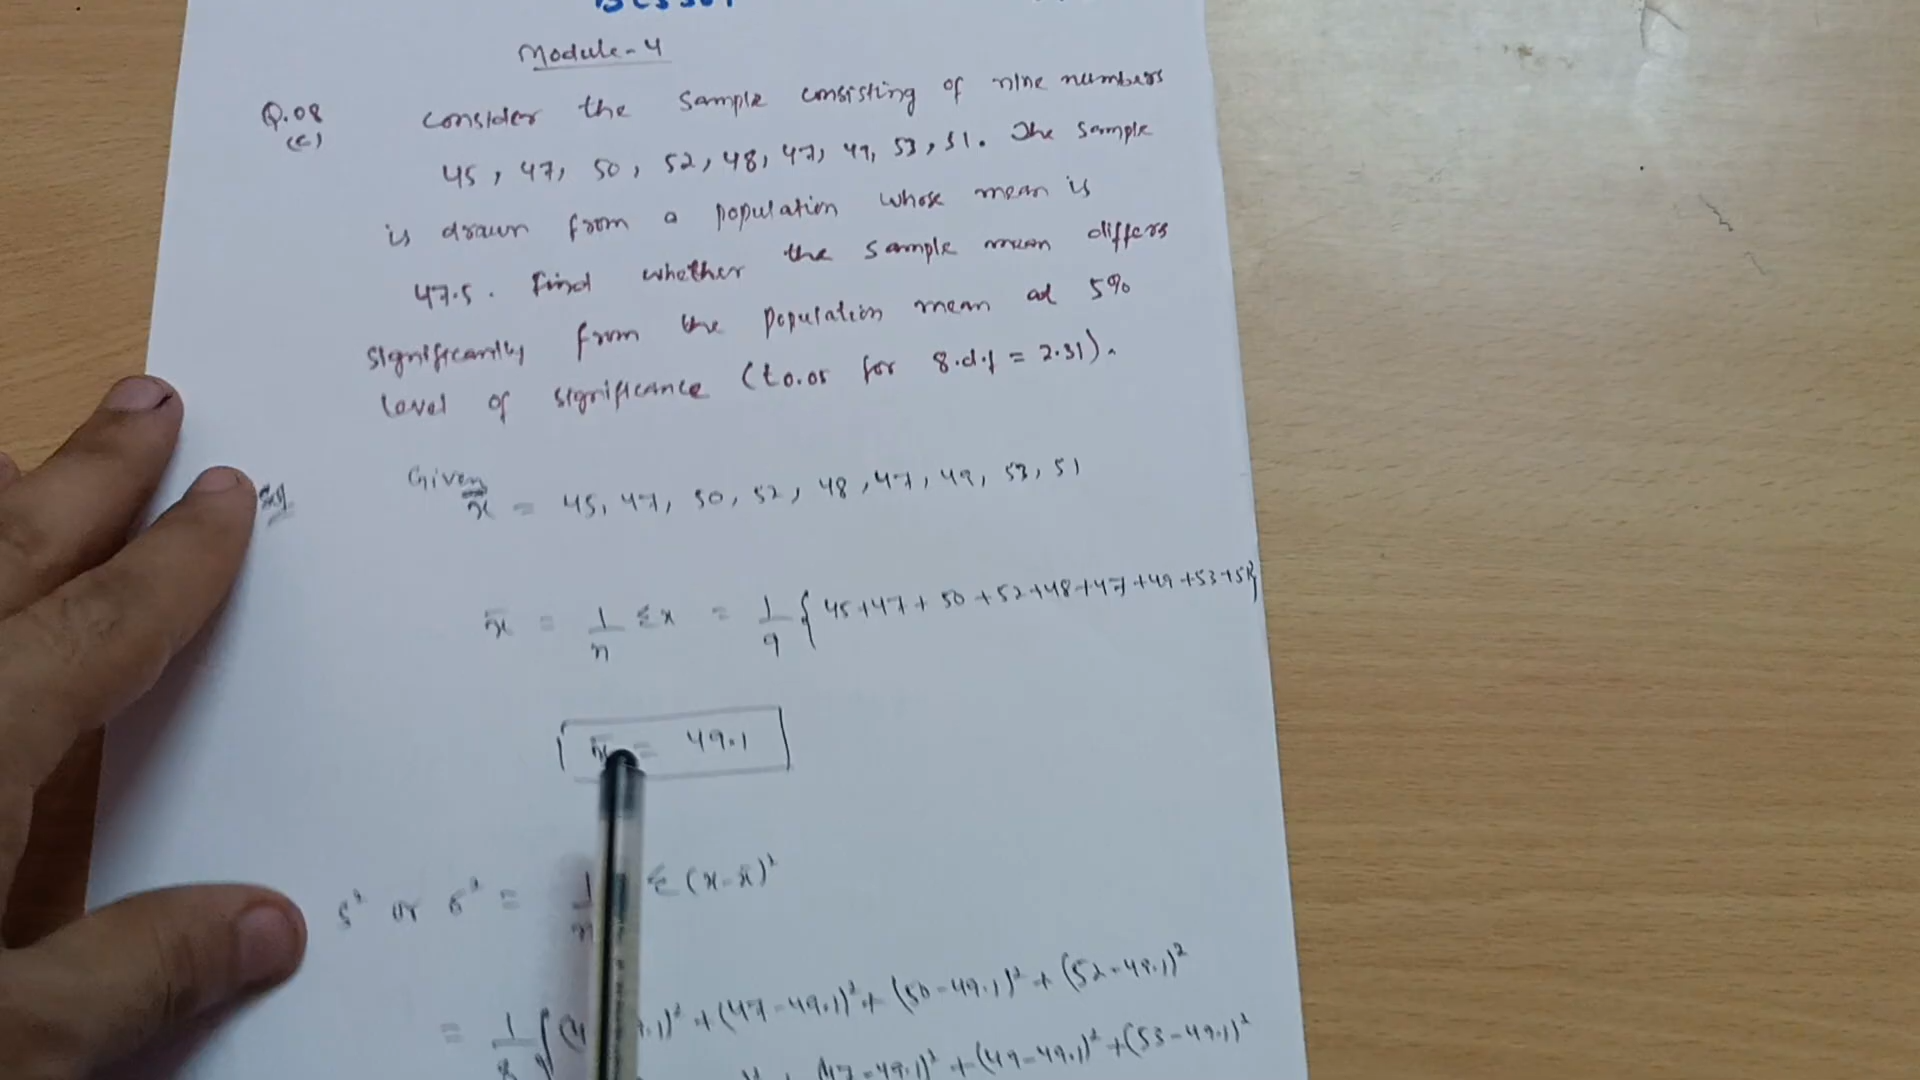 Module-4
Q.08 consider the sample consisting of nine numbers
(c) 45, 47, 50, 52, 48, 47, 49, 53, 51. The sample
is drawn from a population whose mean is
47.5. Find whether the sample mean differs
significantly from the population mean at 5%
level of significance (t0.05 for 8.d.f = 2.31).
Given
x̄ = 45, 47, 50, 52, 48, 47, 49, 53, 51
x̄ = 1/n Σx = 1/9 {45+47+50+52+48+47+49+53+51}
x̄ = 49.1
s² or σ² = Σ(x-x̄)²
= 1/8 +(47-49.1)²+(50-49.1)²+(52-49.1)²
(47-49.1)²+(49-49.1)²+(53-49.1)²